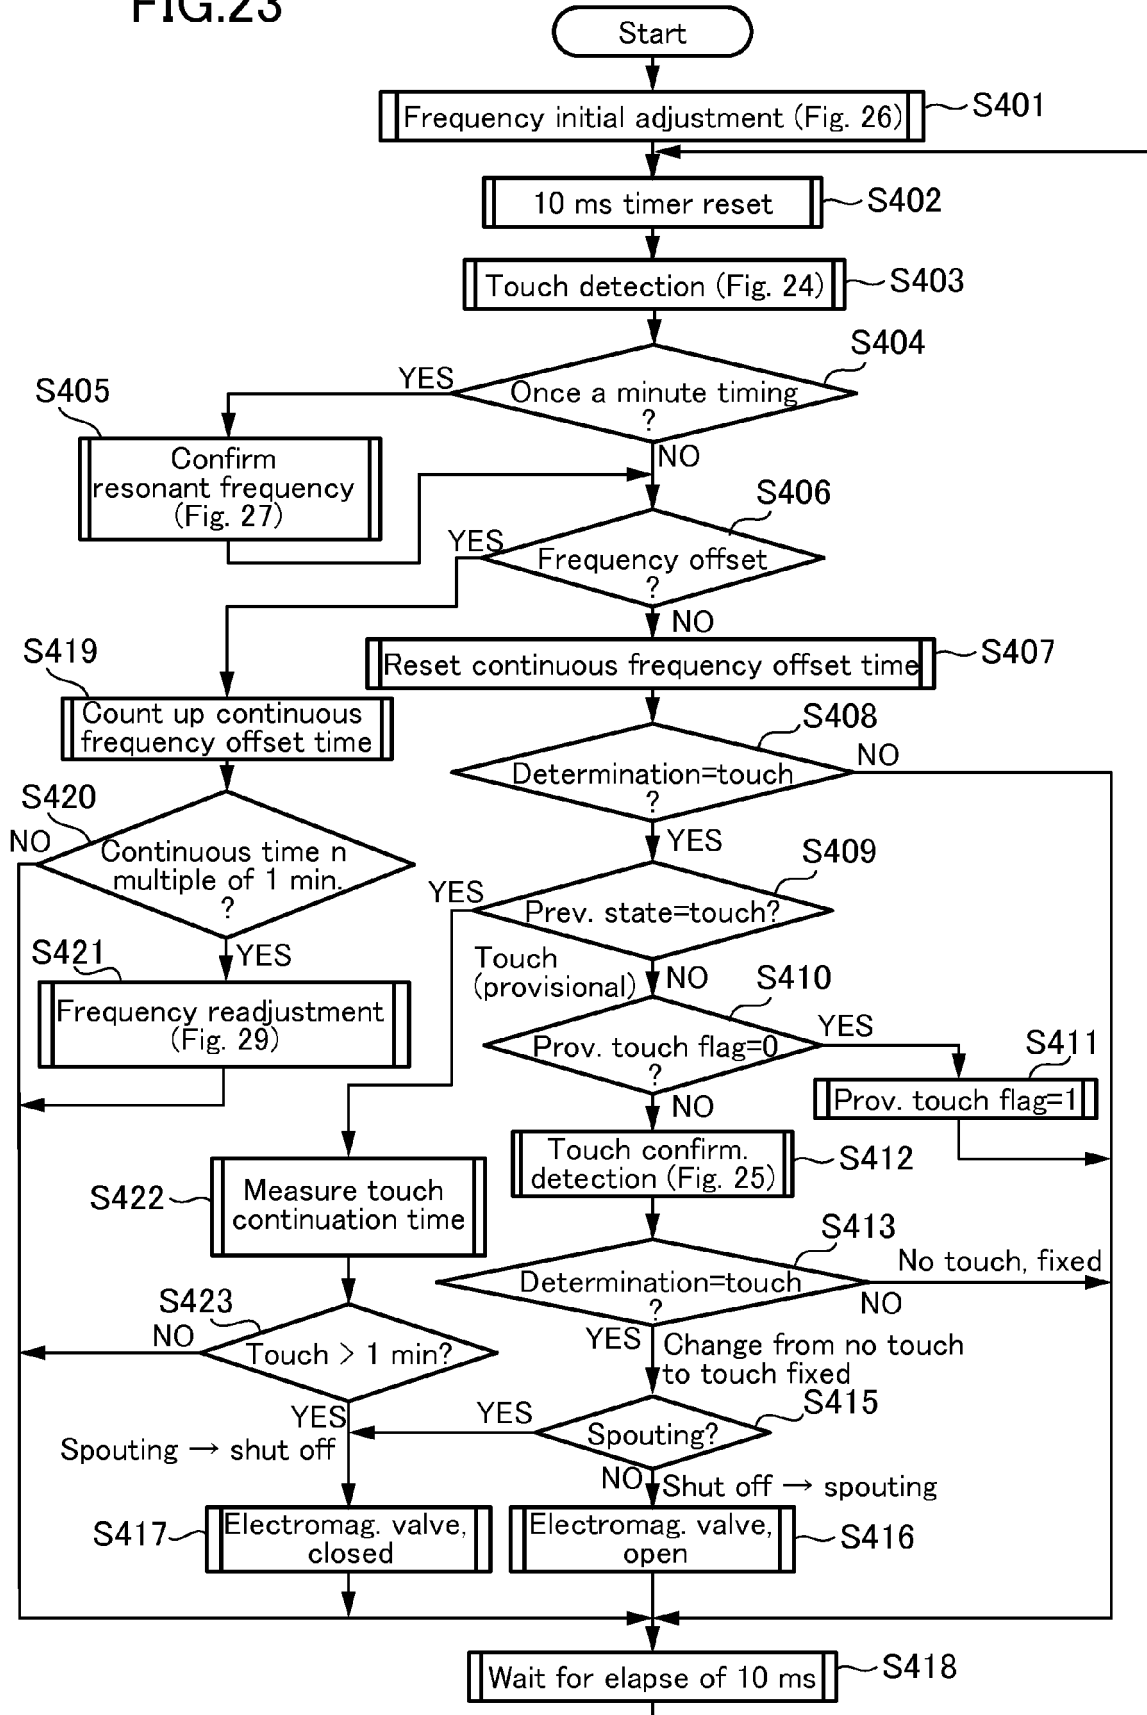 FIG.23
Start
Frequency initial adjustment (Fig. 26)
S401
10 ms timer reset
S402
Touch detection (Fig. 24)
S403
S404
Once a minute timing
?
YES
NO
S405
Confirm
resonant frequency
(Fig. 27)
S406
Frequency offset
?
YES
NO
S407
Reset continuous frequency offset time
S419
Count up continuous
frequency offset time
S408
Determination=touch
?
NO
YES
S420
NO
Continuous time n
multiple of 1 min.
?
YES
S409
Prev. state=touch?
YES
NO
Touch
(provisional)
S421
Frequency readjustment
(Fig. 29)
S410
Prov. touch flag=0
?
YES
NO
S411
Prov. touch flag=1
Touch confirm.
detection (Fig. 25)
S412
S422
Measure touch
continuation time
S413
Determination=touch
?
No touch, fixed
NO
YES
Change from no touch
to touch fixed
S423
NO
Touch > 1 min?
YES
S415
Spouting?
YES
NO
Spouting → shut off
Shut off → spouting
S417
Electromag. valve,
closed
Electromag. valve,
open
S416
Wait for elapse of 10 ms
S418